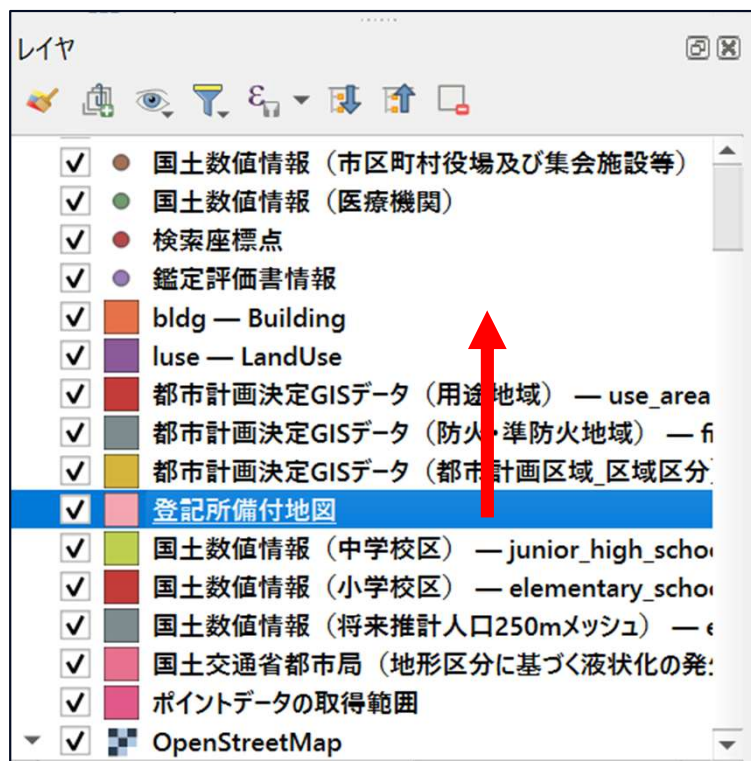 レイヤ
国土数値情報（市区町村役場及び集会施設等）
国土数値情報（医療機関）
検索座標点
鑑定評価書情報
bldg — Building
luse — LandUse
都市計画決定GISデータ（用途地域） — use_area
都市計画決定GISデータ（防火・準防火地域） — fi
都市計画決定GISデータ（都市計画区域_区域区分）
登記所備付地図
国土数値情報（中学校区） — junior_high_schoo
国土数値情報（小学校区） — elementary_schoo
国土数値情報（将来推計人口250mメッシュ） — e
国土交通省都市局（地形区分に基づく液状化の発生
ポイントデータの取得範囲
OpenStreetMap